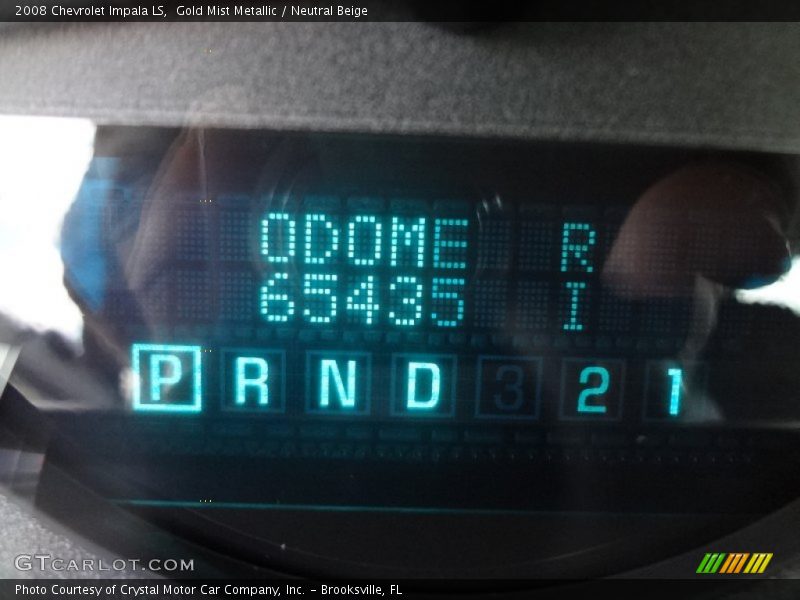 2008 Chevrolet Impala LS,  Gold Mist Metallic / Neutral Beige
ODOME R
65435 I
P R N D 3 2 1
GTCARLOT.COM
Photo Courtesy of Crystal Motor Car Company, Inc. – Brooksville, FL